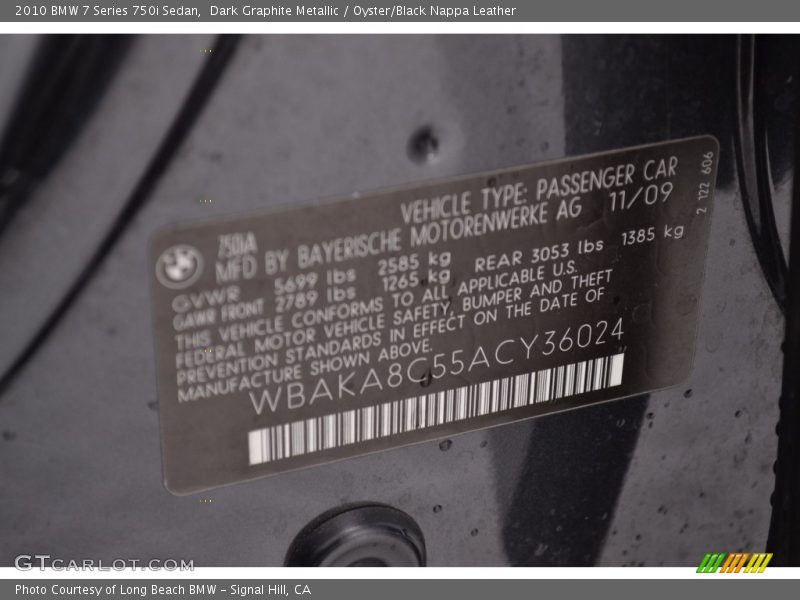 2010 BMW 7 Series 750i Sedan,  Dark Graphite Metallic / Oyster/Black Nappa Leather
BMW
750iA
VEHICLE TYPE: PASSENGER CAR
MFD BY BAYERISCHE MOTORENWERKE AG 11/09
2 122 606
GVWR 5699 lbs 2585 kg
GAWR FRONT 2789 lbs 1265 kg REAR 3053 lbs 1385 kg
THIS VEHICLE CONFORMS TO ALL APPLICABLE U.S.
FEDERAL MOTOR VEHICLE SAFETY, BUMPER AND THEFT
PREVENTION STANDARDS IN EFFECT ON THE DATE OF
MANUFACTURE SHOWN ABOVE.
WBAKA8C55ACY36024
GTCARLOT.COM
Photo Courtesy of Long Beach BMW – Signal Hill, CA